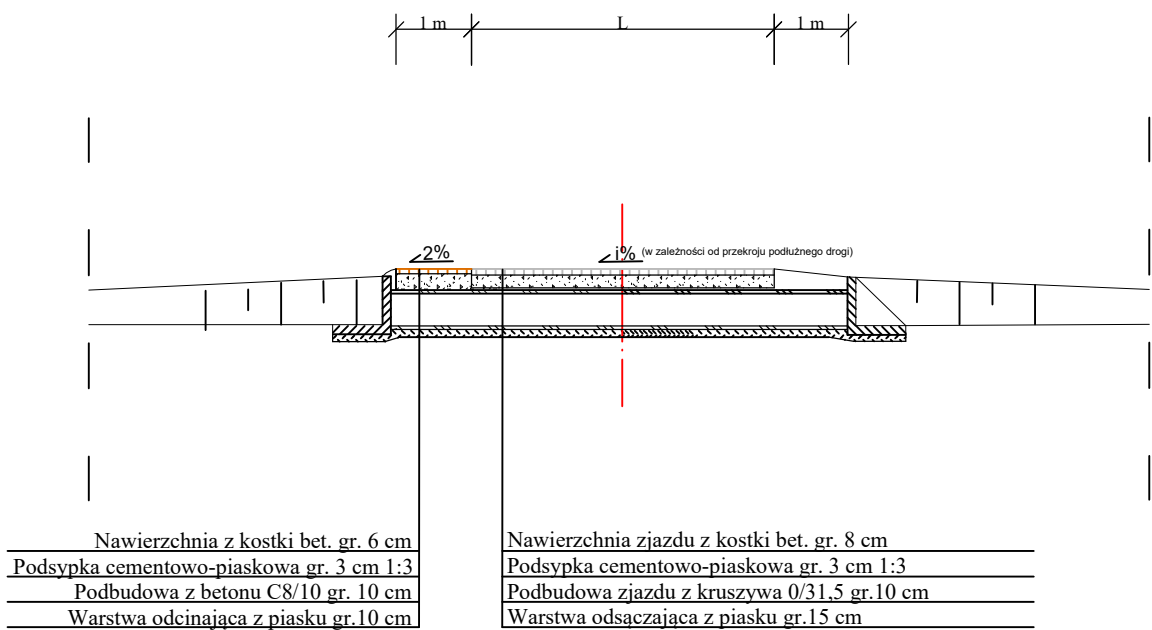 1 m L 1 m
2% i% (w zależności od przekroju podłużnego drogi)
Nawierzchnia z kostki bet. gr. 6 cm
Podsypka cementowo-piaskowa gr. 3 cm 1:3
Podbudowa z betonu C8/10 gr. 10 cm
Warstwa odcinająca z piasku gr.10 cm
Nawierzchnia zjazdu z kostki bet. gr. 8 cm
Podsypka cementowo-piaskowa gr. 3 cm 1:3
Podbudowa zjazdu z kruszywa 0/31,5 gr.10 cm
Warstwa odsączająca z piasku gr.15 cm